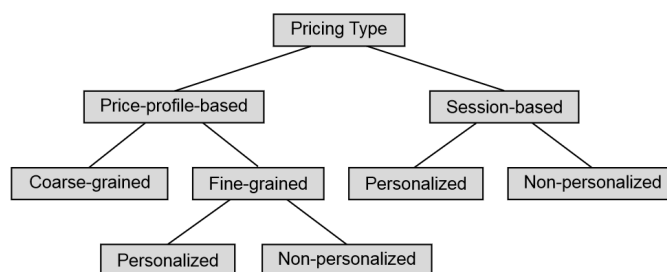 Pricing Type
Price-profile-based
Session-based
Coarse-grained
Fine-grained
Personalized
Non-personalized
Personalized
Non-personalized